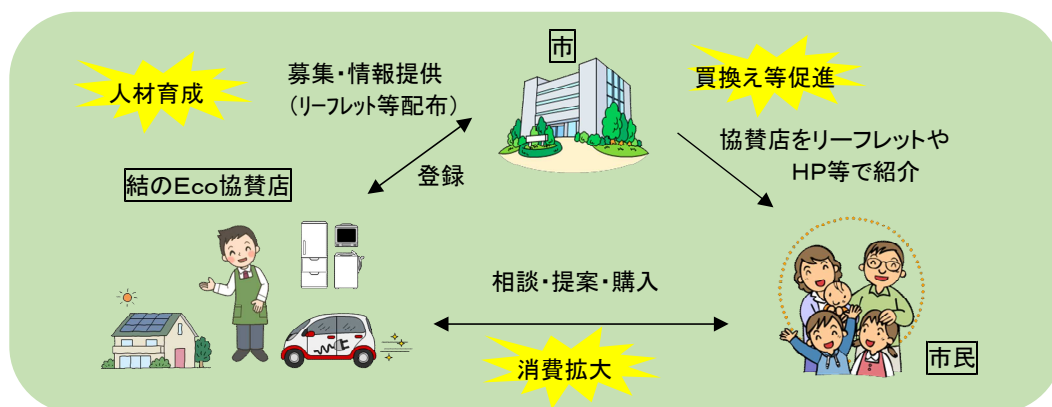 市
人材育成
募集・情報提供
（リーフレット等配布）
買換え等促進
協賛店をリーフレットや
ＨＰ等で紹介
登録
結のＥｃｏ協賛店
相談・提案・購入
消費拡大
市民